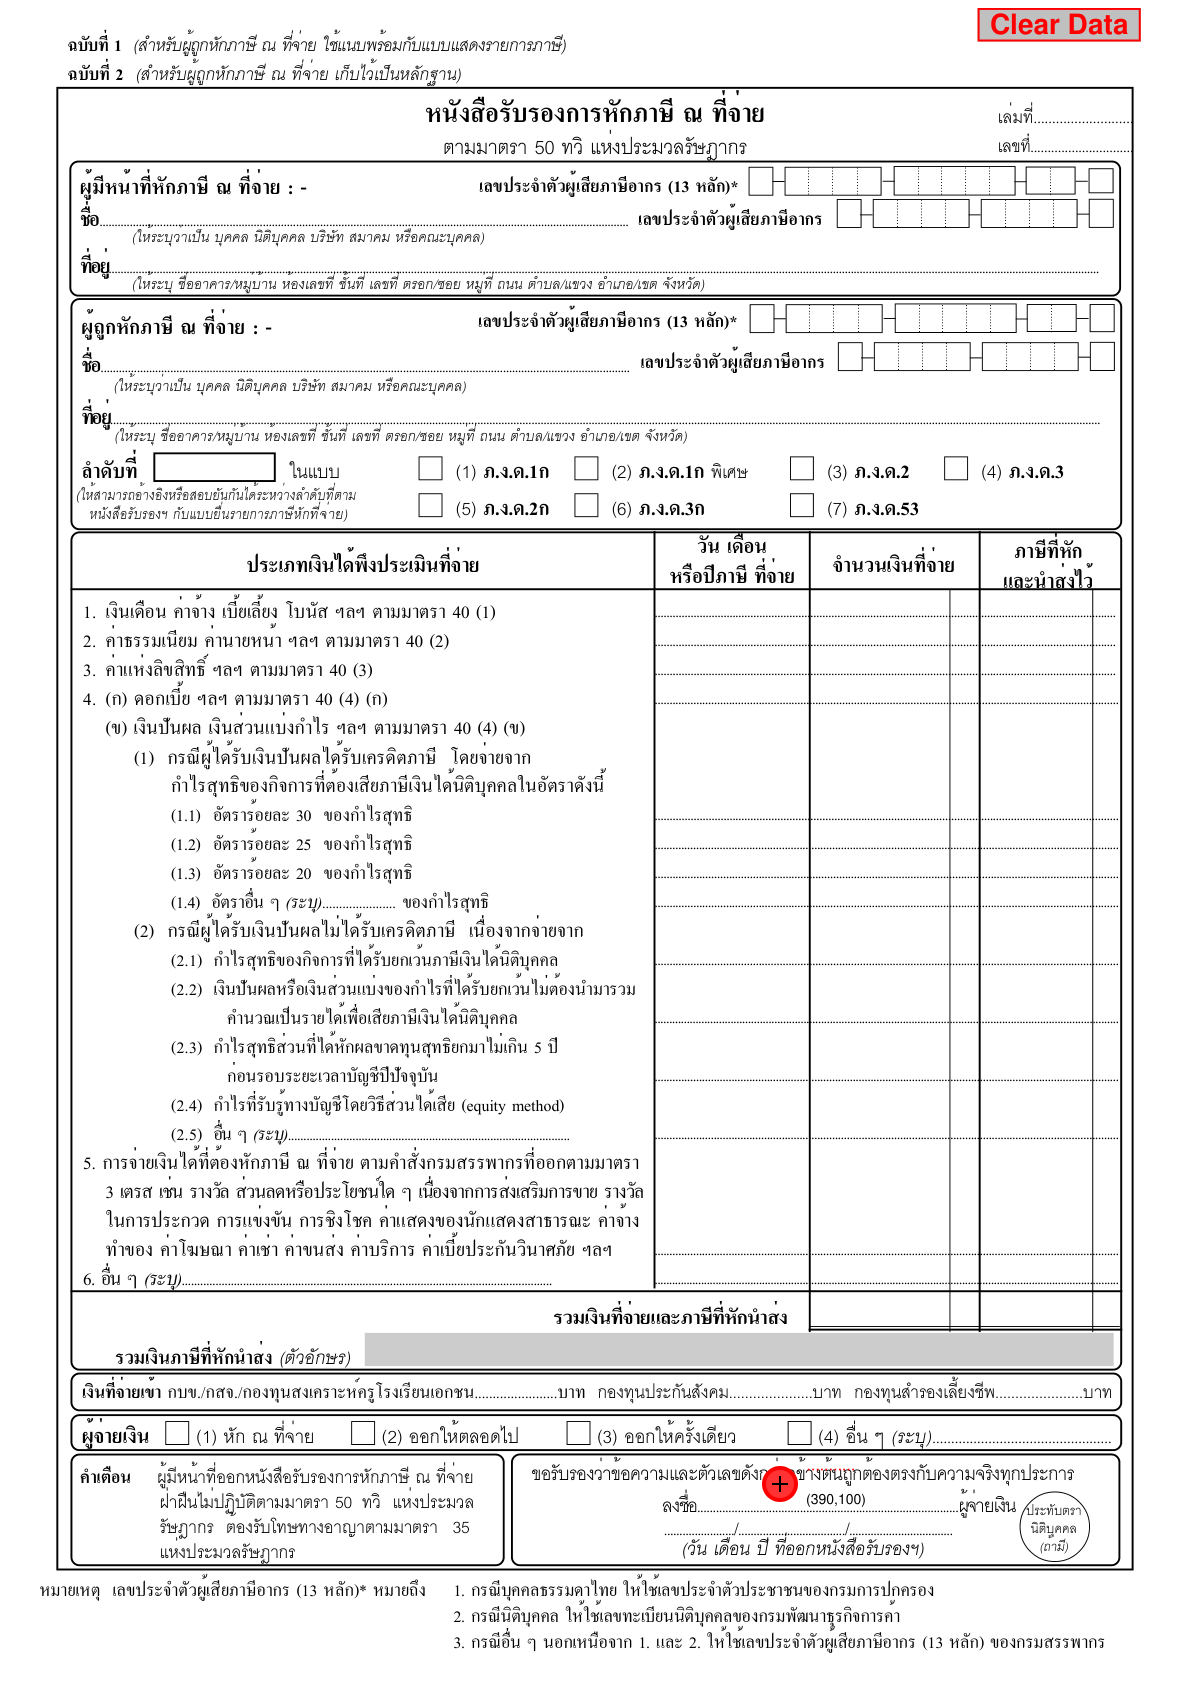 Clear Data
ฉบับที่ 1 (สำหรับผู้ถูกหักภาษี ณ ที่จ่าย ใช้แนบพร้อมกับแบบแสดงรายการภาษี)
ฉบับที่ 2 (สำหรับผู้ถูกหักภาษี ณ ที่จ่าย เก็บไว้เป็นหลักฐาน)
หนังสือรับรองการหักภาษี ณ ที่จ่าย
เล่มที่
ตามมาตรา 50 ทวิ แห่งประมวลรัษฎากร
เลขที่
ผู้มีหน้าที่หักภาษี ณ ที่จ่าย : - เลขประจำตัวผู้เสียภาษีอากร (13 หลัก)*
ชื่อ เลขประจำตัวผู้เสียภาษีอากร
(ให้ระบุว่าเป็น บุคคล นิติบุคคล บริษัท สมาคม หรือคณะบุคคล)
ที่อยู่
(ให้ระบุ ชื่ออาคาร/หมู่บ้าน ห้องเลขที่ ชั้นที่ เลขที่ ตรอก/ซอย หมู่ที่ ถนน ตำบล/แขวง อำเภอ/เขต จังหวัด)
ผู้ถูกหักภาษี ณ ที่จ่าย : - เลขประจำตัวผู้เสียภาษีอากร (13 หลัก)*
ชื่อ เลขประจำตัวผู้เสียภาษีอากร
(ให้ระบุว่าเป็น บุคคล นิติบุคคล บริษัท สมาคม หรือคณะบุคคล)
ที่อยู่
(ให้ระบุ ชื่ออาคาร/หมู่บ้าน ห้องเลขที่ ชั้นที่ เลขที่ ตรอก/ซอย หมู่ที่ ถนน ตำบล/แขวง อำเภอ/เขต จังหวัด)
ลำดับที่ ในแบบ (1) ภ.ง.ด.1ก (2) ภ.ง.ด.1ก พิเศษ (3) ภ.ง.ด.2 (4) ภ.ง.ด.3
(ให้สามารถอ้างอิงหรือสอบยันกันได้ระหว่างลำดับที่ตาม
หนังสือรับรองฯ กับแบบยื่นรายการภาษีหักที่จ่าย) (5) ภ.ง.ด.2ก (6) ภ.ง.ด.3ก (7) ภ.ง.ด.53
ประเภทเงินได้พึงประเมินที่จ่าย
วัน เดือน
หรือปีภาษี ที่จ่าย
จำนวนเงินที่จ่าย
ภาษีที่หัก
และนำส่งไว้
1. เงินเดือน ค่าจ้าง เบี้ยเลี้ยง โบนัส ฯลฯ ตามมาตรา 40 (1)
2. ค่าธรรมเนียม ค่านายหน้า ฯลฯ ตามมาตรา 40 (2)
3. ค่าแห่งลิขสิทธิ์ ฯลฯ ตามมาตรา 40 (3)
4. (ก) ดอกเบี้ย ฯลฯ ตามมาตรา 40 (4) (ก)
(ข) เงินปันผล เงินส่วนแบ่งกำไร ฯลฯ ตามมาตรา 40 (4) (ข)
(1) กรณีผู้ได้รับเงินปันผลได้รับเครดิตภาษี โดยจ่ายจาก
กำไรสุทธิของกิจการที่ต้องเสียภาษีเงินได้นิติบุคคลในอัตราดังนี้
(1.1) อัตราร้อยละ 30 ของกำไรสุทธิ
(1.2) อัตราร้อยละ 25 ของกำไรสุทธิ
(1.3) อัตราร้อยละ 20 ของกำไรสุทธิ
(1.4) อัตราอื่น ๆ (ระบุ)...................... ของกำไรสุทธิ
(2) กรณีผู้ได้รับเงินปันผลไม่ได้รับเครดิตภาษี เนื่องจากจ่ายจาก
(2.1) กำไรสุทธิของกิจการที่ได้รับยกเว้นภาษีเงินได้นิติบุคคล
(2.2) เงินปันผลหรือเงินส่วนแบ่งของกำไรที่ได้รับยกเว้นไม่ต้องนำมารวม
คำนวณเป็นรายได้เพื่อเสียภาษีเงินได้นิติบุคคล
(2.3) กำไรสุทธิส่วนที่ได้หักผลขาดทุนสุทธิยกมาไม่เกิน 5 ปี
ก่อนรอบระยะเวลาบัญชีปีปัจจุบัน
(2.4) กำไรที่รับรู้ทางบัญชีโดยวิธีส่วนได้เสีย (equity method)
(2.5) อื่น ๆ (ระบุ)
5. การจ่ายเงินได้ที่ต้องหักภาษี ณ ที่จ่าย ตามคำสั่งกรมสรรพากรที่ออกตามมาตรา
3 เตรส เช่น รางวัล ส่วนลดหรือประโยชน์ใด ๆ เนื่องจากการส่งเสริมการขาย รางวัล
ในการประกวด การแข่งขัน การชิงโชค ค่าแสดงของนักแสดงสาธารณะ ค่าจ้าง
ทำของ ค่าโฆษณา ค่าเช่า ค่าขนส่ง ค่าบริการ ค่าเบี้ยประกันวินาศภัย ฯลฯ
6. อื่น ๆ (ระบุ)
รวมเงินที่จ่ายและภาษีที่หักนำส่ง
รวมเงินภาษีที่หักนำส่ง (ตัวอักษร)
เงินที่จ่ายเข้า กบข./กสจ./กองทุนสงเคราะห์ครูโรงเรียนเอกชน......................บาท กองทุนประกันสังคม......................บาท กองทุนสำรองเลี้ยงชีพ.......................บาท
ผู้จ่ายเงิน (1) หัก ณ ที่จ่าย (2) ออกให้ตลอดไป (3) ออกให้ครั้งเดียว (4) อื่น ๆ (ระบุ)
คำเตือน ผู้มีหน้าที่ออกหนังสือรับรองการหักภาษี ณ ที่จ่าย
ฝ่าฝืนไม่ปฏิบัติตามมาตรา 50 ทวิ แห่งประมวล
รัษฎากร ต้องรับโทษทางอาญาตามมาตรา 35
แห่งประมวลรัษฎากร
ขอรับรองว่าข้อความและตัวเลขดังกล่าวข้างต้นถูกต้องตรงกับความจริงทุกประการ
ลงชื่อ (390,100) ผู้จ่ายเงิน
/ /
(วัน เดือน ปี ที่ออกหนังสือรับรองฯ)
ประทับตรา
นิติบุคคล
(ถ้ามี)
หมายเหตุ เลขประจำตัวผู้เสียภาษีอากร (13 หลัก)* หมายถึง 1. กรณีบุคคลธรรมดาไทย ให้ใช้เลขประจำตัวประชาชนของกรมการปกครอง
2. กรณีนิติบุคคล ให้ใช้เลขทะเบียนนิติบุคคลของกรมพัฒนาธุรกิจการค้า
3. กรณีอื่น ๆ นอกเหนือจาก 1. และ 2. ให้ใช้เลขประจำตัวผู้เสียภาษีอากร (13 หลัก) ของกรมสรรพากร